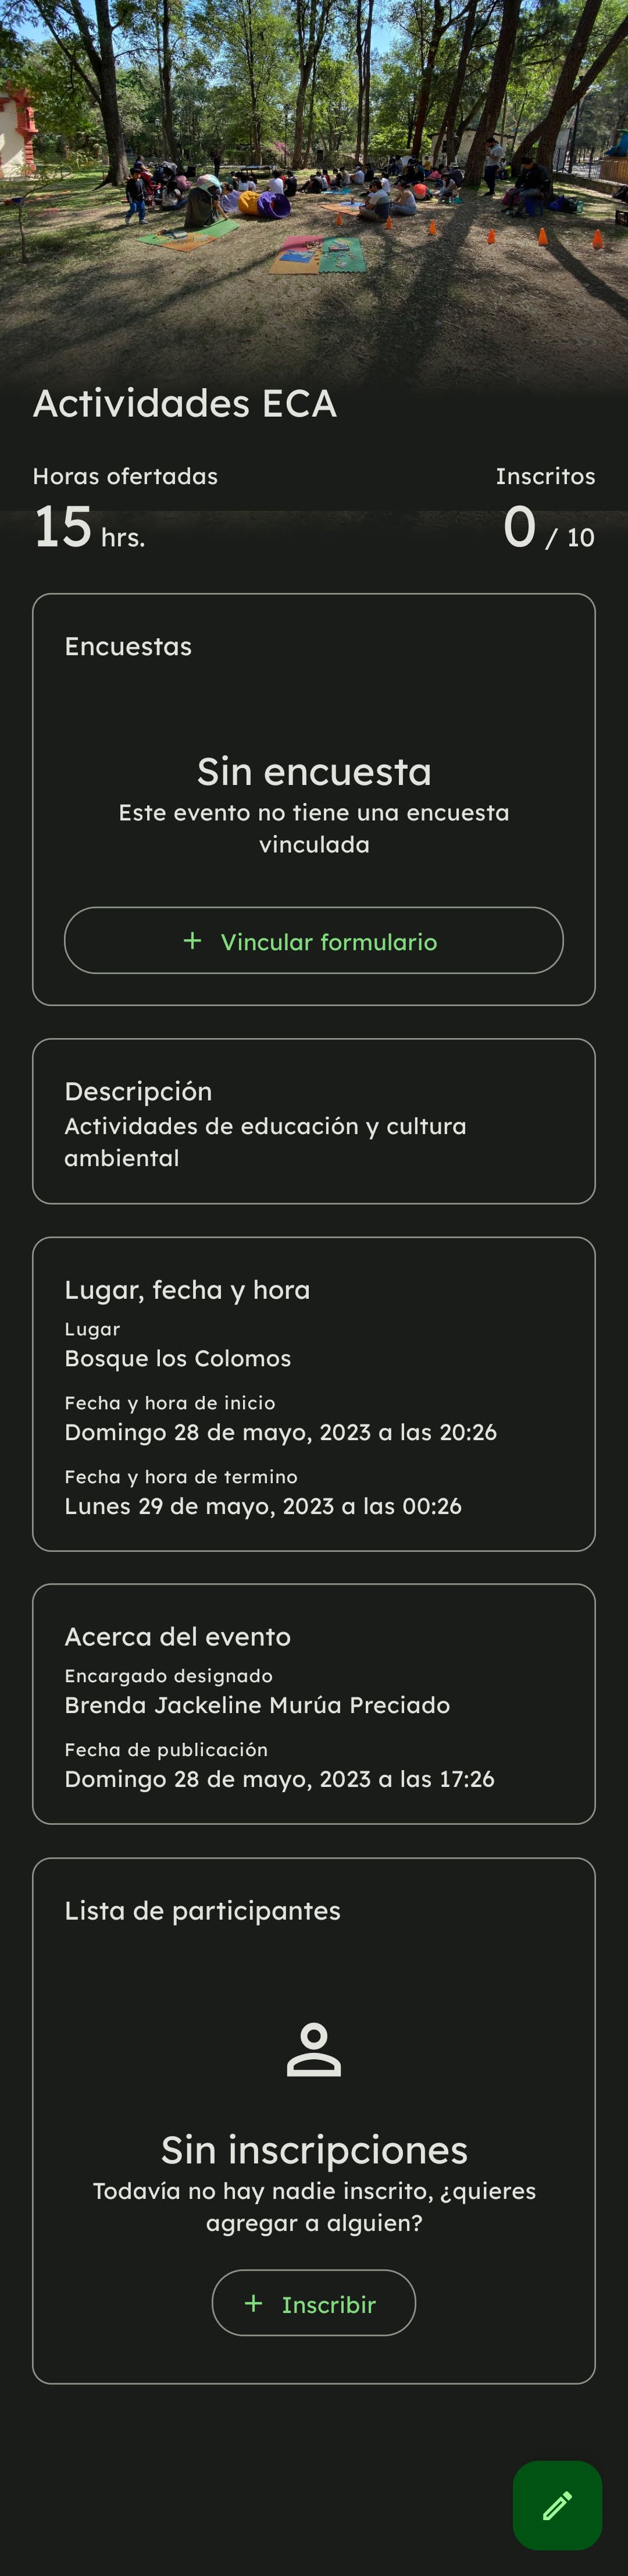 Actividades ECA
Horas ofertadas
Inscritos
15 hrs.
0 / 10
Encuestas
Sin encuesta
Este evento no tiene una encuesta
vinculada
+ Vincular formulario
Descripción
Actividades de educación y cultura
ambiental
Lugar, fecha y hora
Lugar
Bosque los Colomos
Fecha y hora de inicio
Domingo 28 de mayo, 2023 a las 20:26
Fecha y hora de termino
Lunes 29 de mayo, 2023 a las 00:26
Acerca del evento
Encargado designado
Brenda Jackeline Murúa Preciado
Fecha de publicación
Domingo 28 de mayo, 2023 a las 17:26
Lista de participantes
Sin inscripciones
Todavía no hay nadie inscrito, ¿quieres
agregar a alguien?
+ Inscribir